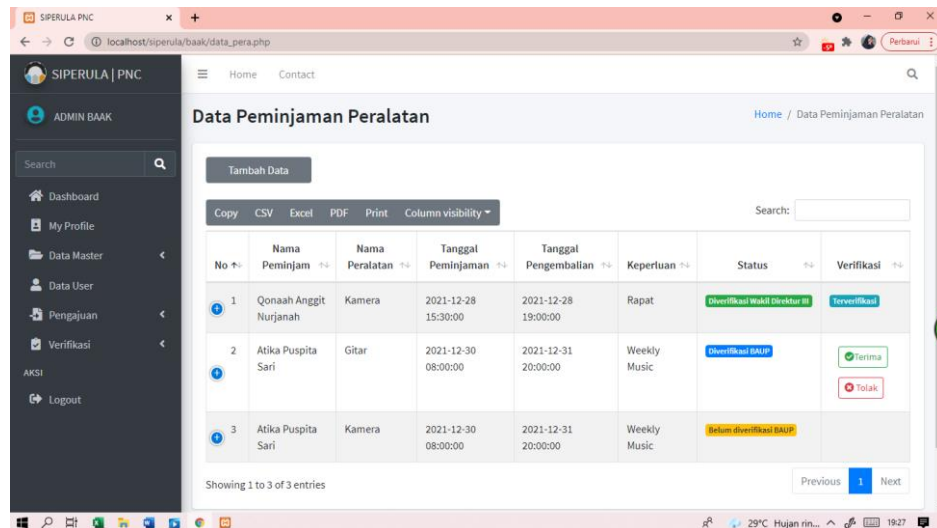 SIPERULA PNC
localhost/siperula/baak/data_pera.php
Perbarui
SIPERULA | PNC
Home Contact
ADMIN BAAK
Data Peminjaman Peralatan
Home / Data Peminjaman Peralatan
Search
Dashboard
My Profile
Data Master
Data User
Pengajuan
Verifikasi
AKSI
Logout
Tambah Data
Copy CSV Excel PDF Print Column visibility
Search:
No Nama Peminjam Nama Peralatan Tanggal Peminjaman Tanggal Pengembalian Keperluan Status Verifikasi
1 Qonaah Anggit Nurjanah Kamera 2021-12-28 15:30:00 2021-12-28 19:00:00 Rapat Diverifikasi Wakil Direktur III Terverifikasi
2 Atika Puspita Sari Gitar 2021-12-30 08:00:00 2021-12-31 20:00:00 Weekly Music Diverifikasi BAUP Terima Tolak
3 Atika Puspita Sari Kamera 2021-12-30 08:00:00 2021-12-31 20:00:00 Weekly Music Belum diverifikasi BAUP
Showing 1 to 3 of 3 entries
Previous 1 Next
29°C Hujan rin... 19:27